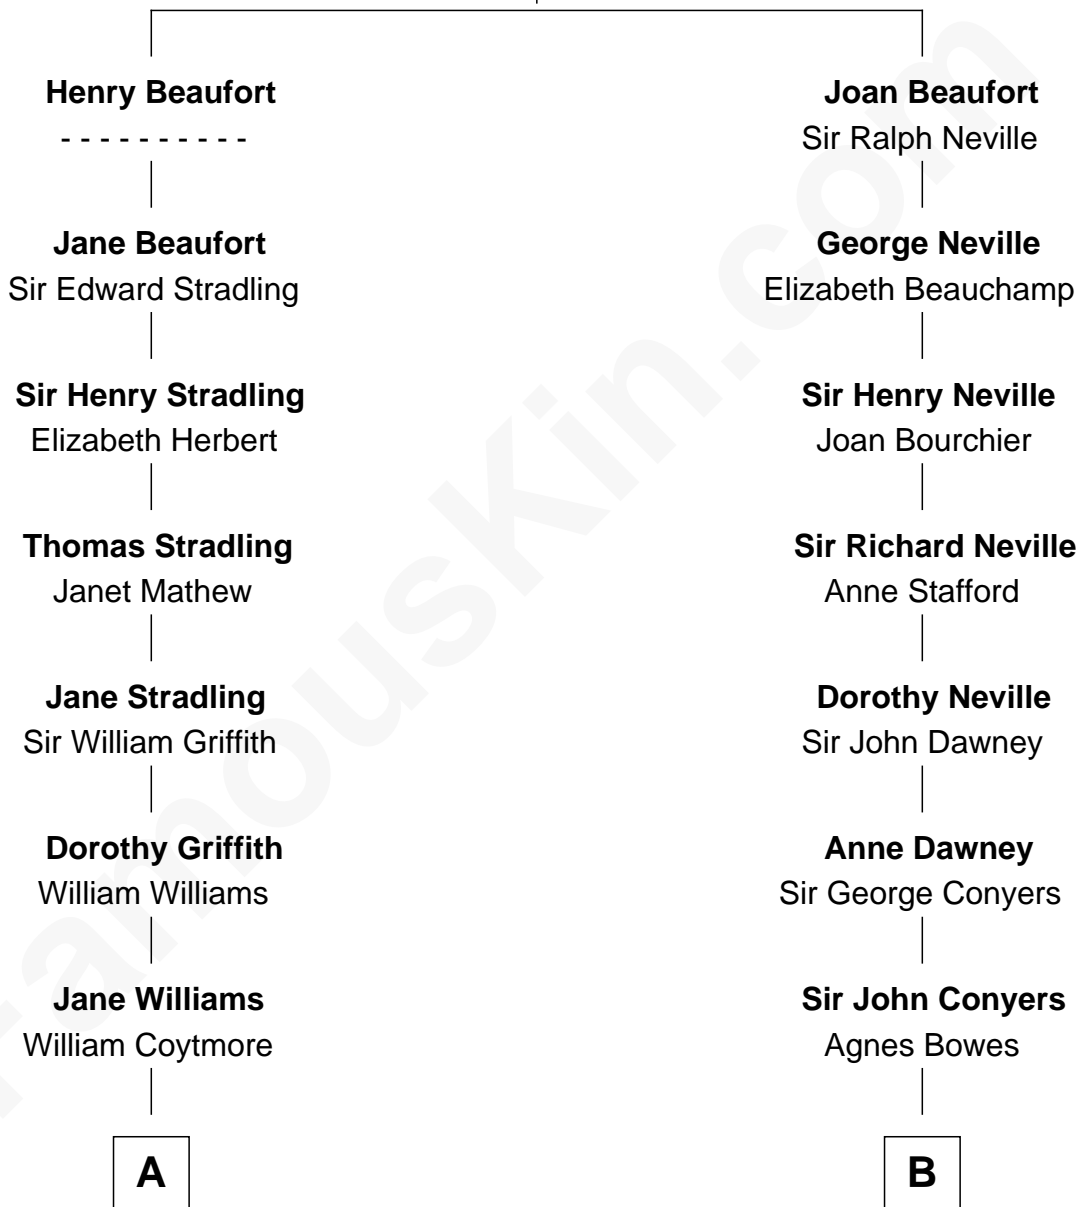 Henry Beaufort
- - - - - - - - - -
Jane Beaufort
Sir Edward Stradling
Sir Henry Stradling
Elizabeth Herbert
Thomas Stradling
Janet Mathew
Jane Stradling
Sir William Griffith
Dorothy Griffith
William Williams
Jane Williams
William Coytmore
A
Joan Beaufort
Sir Ralph Neville
George Neville
Elizabeth Beauchamp
Sir Henry Neville
Joan Bourchier
Sir Richard Neville
Anne Stafford
Dorothy Neville
Sir John Dawney
Anne Dawney
Sir George Conyers
Sir John Conyers
Agnes Bowes
B
FamousKin.com